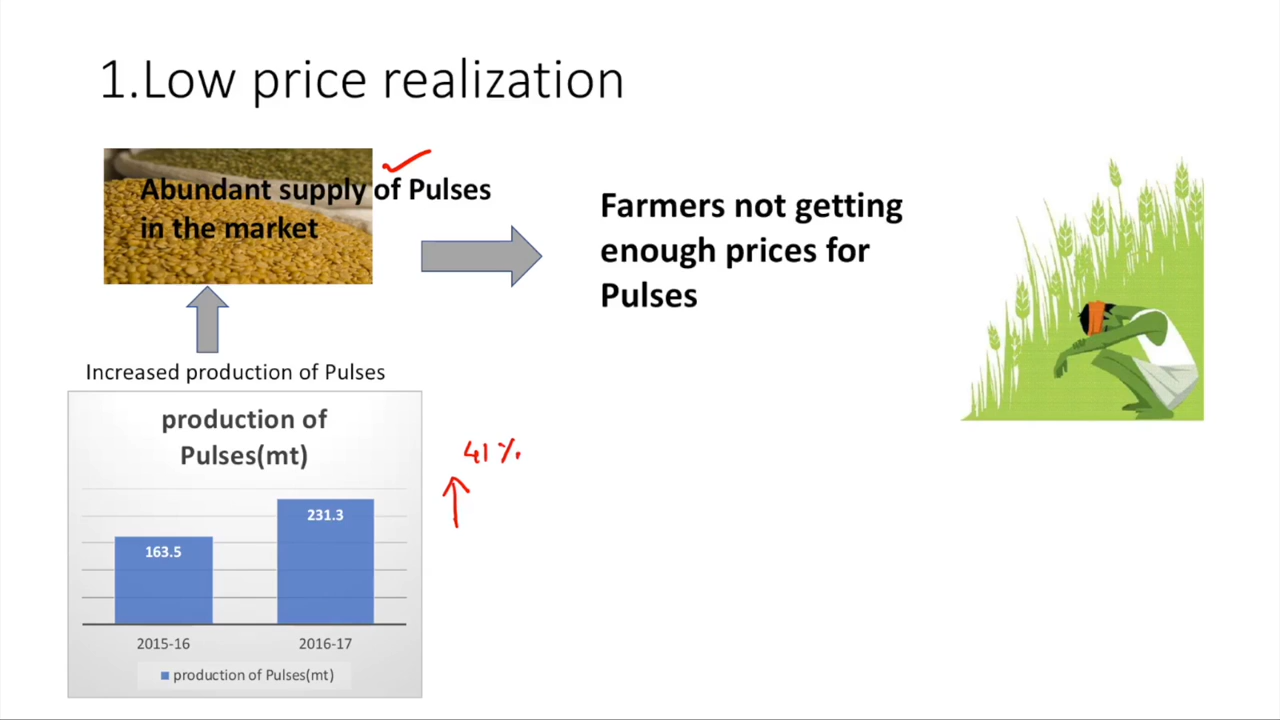 1.Low price realization
Abundant supply of Pulses
in the market
Farmers not getting
enough prices for
Pulses
Increased production of Pulses
production of
Pulses(mt)
41%
163.5
231.3
2015-16
2016-17
production of Pulses(mt)